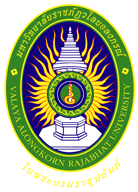 มหาวิทยาลัยราชภัฏวไลยอลงกรณ์
VALAYA ALONGKORN RAJABHAT UNIVERSITY
ในพระบรมราชูปถัมภ์